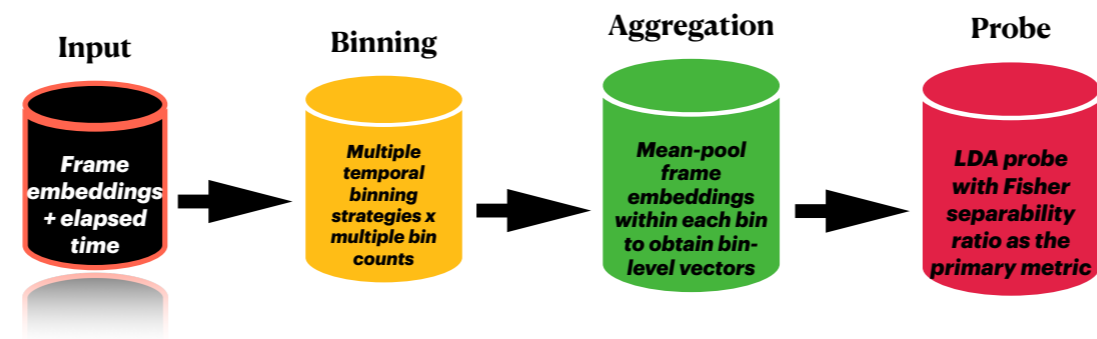 Input
Frame
embeddings
+ elapsed
time
Binning
Multiple
temporal
binning
strategies x
multiple bin
counts
Aggregation
Mean-pool
frame
embeddings
within each bin
to obtain bin-
level vectors
Probe
LDA probe
with Fisher
separability
ratio as the
primary metric